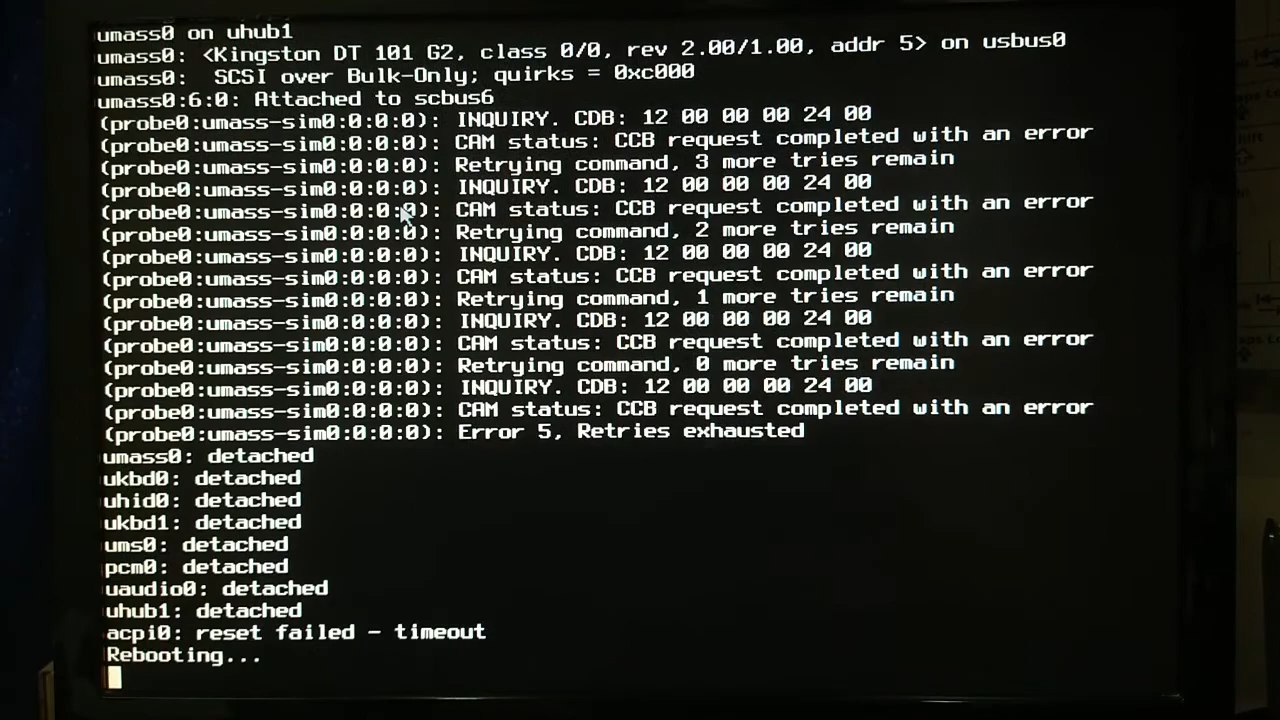 umass0 on uhub1
umass0: <Kingston DT 101 G2, class 0/0, rev 2.00/1.00, addr 5> on usbus0
umass0:  SCSI over Bulk-Only; quirks = 0xc000
umass0:6:0: Attached to scbus6
(probe0:umass-sim0:0:0:0): INQUIRY. CDB: 12 00 00 00 24 00
(probe0:umass-sim0:0:0:0): CAM status: CCB request completed with an error
(probe0:umass-sim0:0:0:0): Retrying command, 3 more tries remain
(probe0:umass-sim0:0:0:0): INQUIRY. CDB: 12 00 00 00 24 00
(probe0:umass-sim0:0:0:0): CAM status: CCB request completed with an error
(probe0:umass-sim0:0:0:0): Retrying command, 2 more tries remain
(probe0:umass-sim0:0:0:0): INQUIRY. CDB: 12 00 00 00 24 00
(probe0:umass-sim0:0:0:0): CAM status: CCB request completed with an error
(probe0:umass-sim0:0:0:0): Retrying command, 1 more tries remain
(probe0:umass-sim0:0:0:0): INQUIRY. CDB: 12 00 00 00 24 00
(probe0:umass-sim0:0:0:0): CAM status: CCB request completed with an error
(probe0:umass-sim0:0:0:0): Retrying command, 0 more tries remain
(probe0:umass-sim0:0:0:0): INQUIRY. CDB: 12 00 00 00 24 00
(probe0:umass-sim0:0:0:0): CAM status: CCB request completed with an error
(probe0:umass-sim0:0:0:0): Error 5, Retries exhausted
umass0: detached
ukbd0: detached
uhid0: detached
ukbd1: detached
ums0: detached
pcm0: detached
uaudio0: detached
uhub1: detached
acpi0: reset failed - timeout
Rebooting...